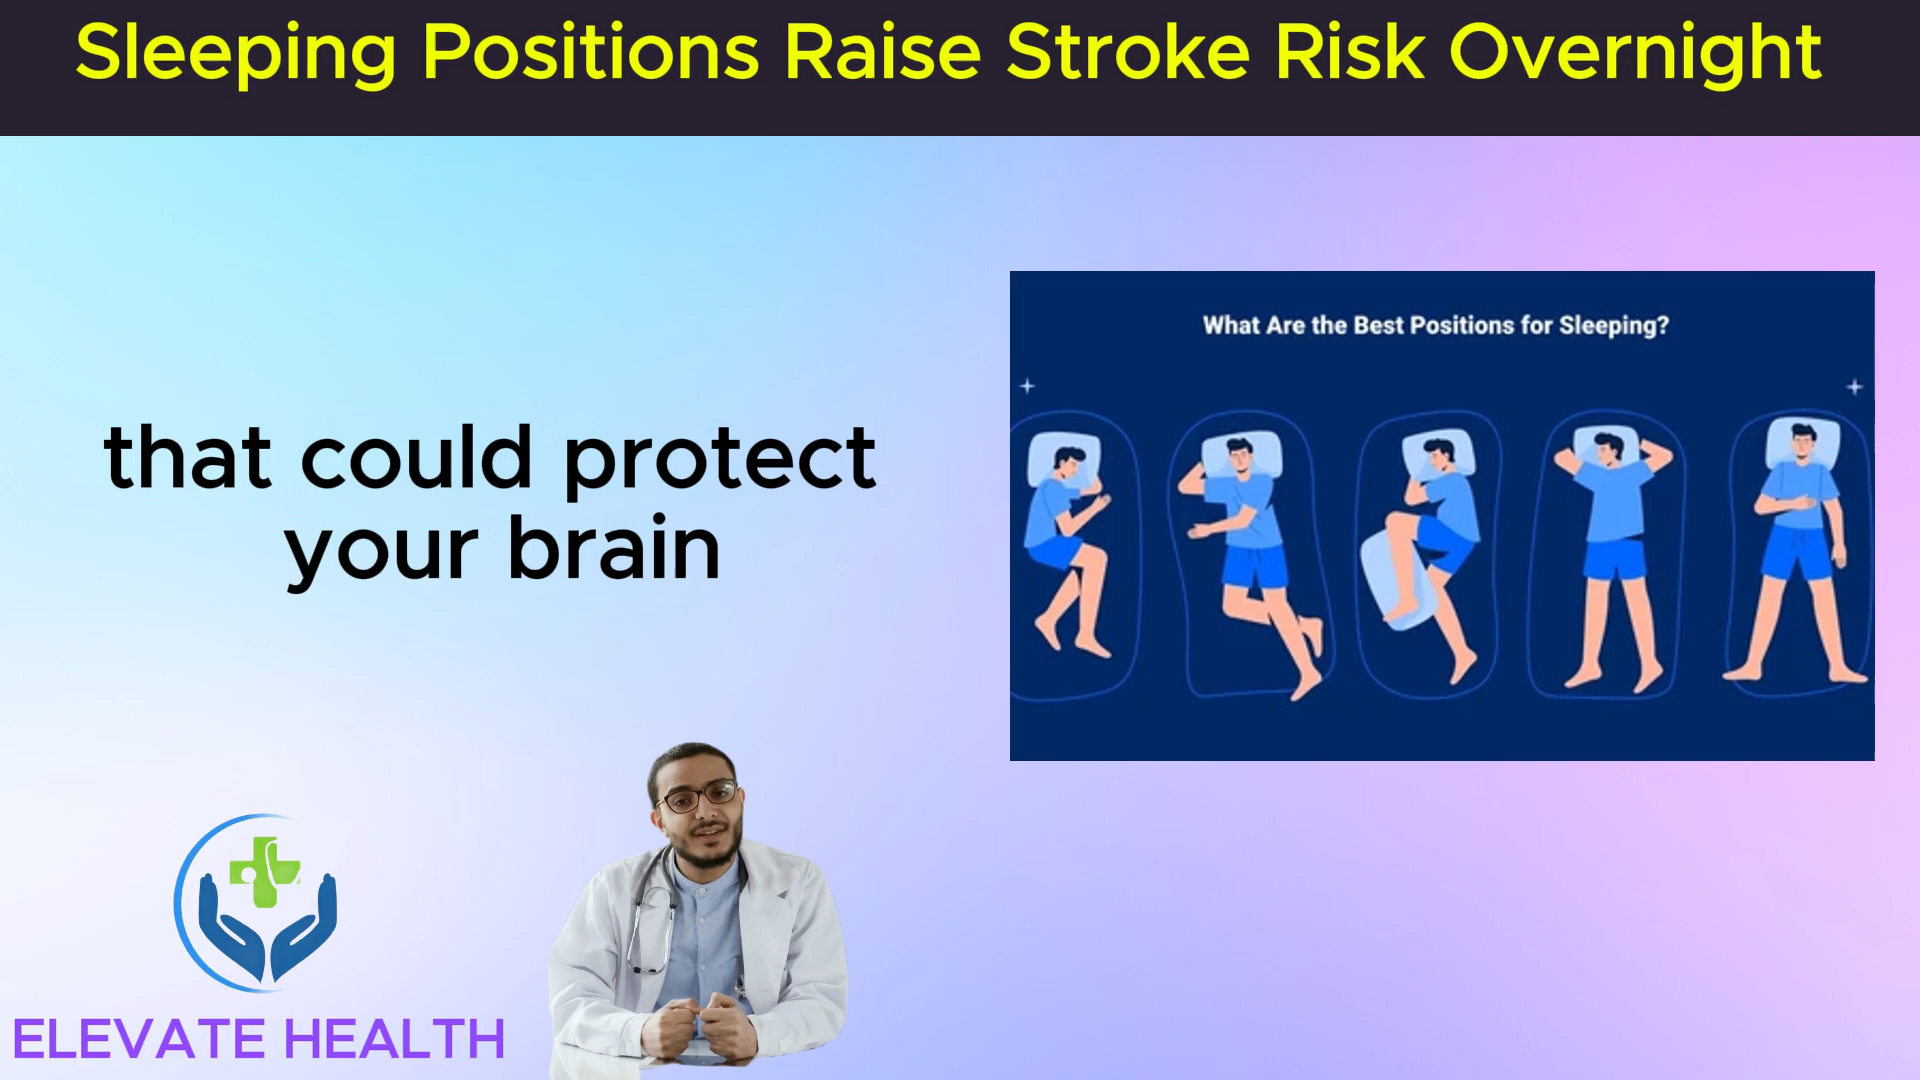 Sleeping Positions Raise Stroke Risk Overnight
What Are the Best Positions for Sleeping?
that could protect
your brain
ELEVATE HEALTH